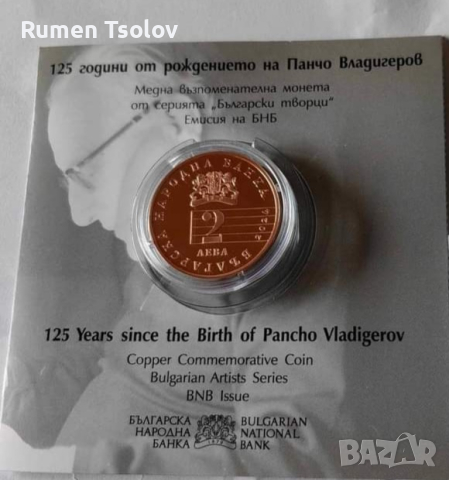 Rumen Tsolov
125 години от рождението на Панчо Владигеров
Медна възпоменателна монета
от серията „Български творци“
Емисия на БНБ
БЪЛГАРСКА НАРОДНА БАНКА
2
ЛЕВА
2024
125 Years since the Birth of Pancho Vladigerov
Copper Commemorative Coin
Bulgarian Artists Series
BNB Issue
БЪЛГАРСКА
НАРОДНА
БАНКА
BULGARIAN
NATIONAL
BANK
BAZAR